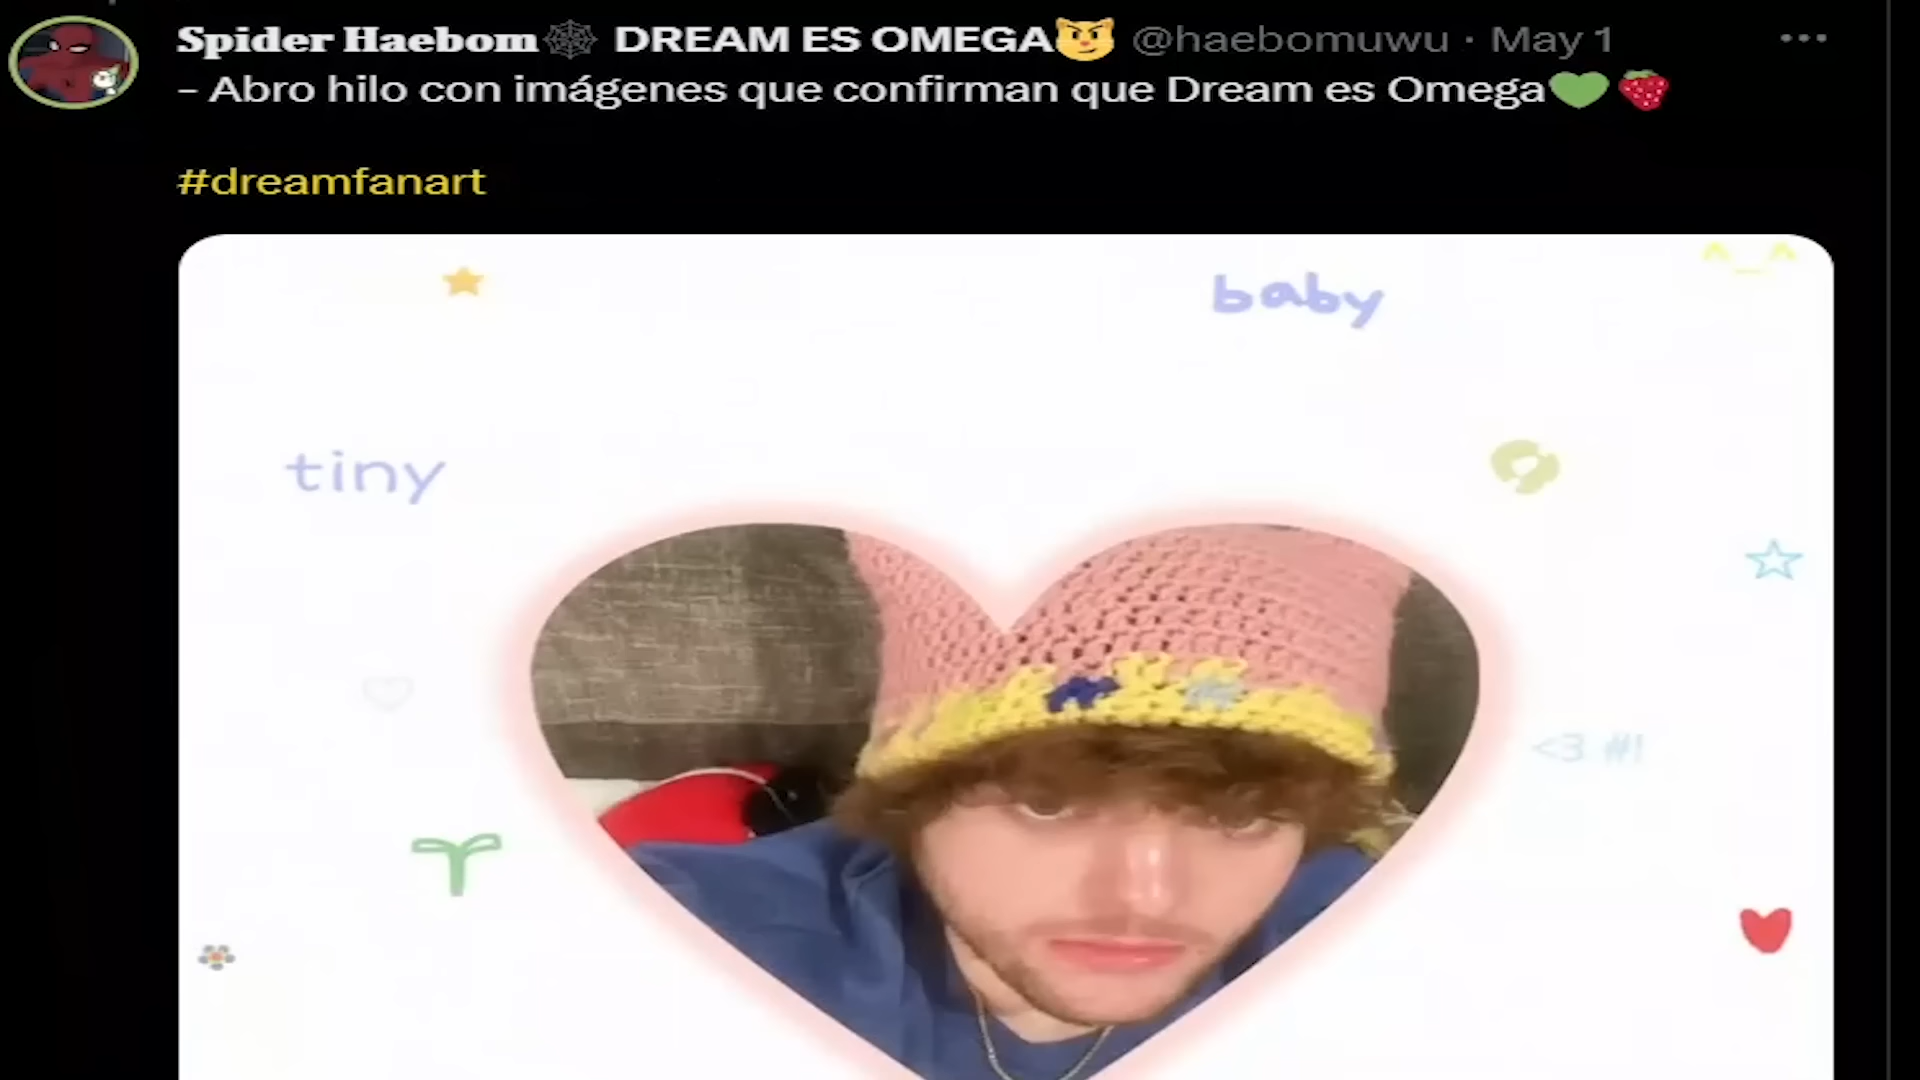 Spider Haebom🕸️ DREAM ES OMEGA😼 @haebomuwu · May 1 ...
- Abro hilo con imágenes que confirman que Dream es Omega💚🍓
#dreamfanart
^_^
baby
tiny
<3 #!